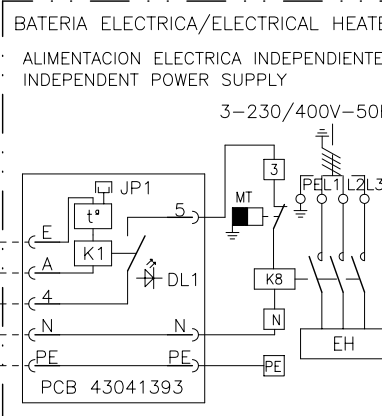 BATERIA ELECTRICA/ELECTRICAL HEATE
ALIMENTACION ELECTRICA INDEPENDIENTE
INDEPENDENT POWER SUPPLY
3-230/400V-50
3
JP1
PE L1 L2 L3
MT
tª
5
E
K1
A
DL1
K8
4
N
N
N
EH
PE
PE
PE
PCB 43041393